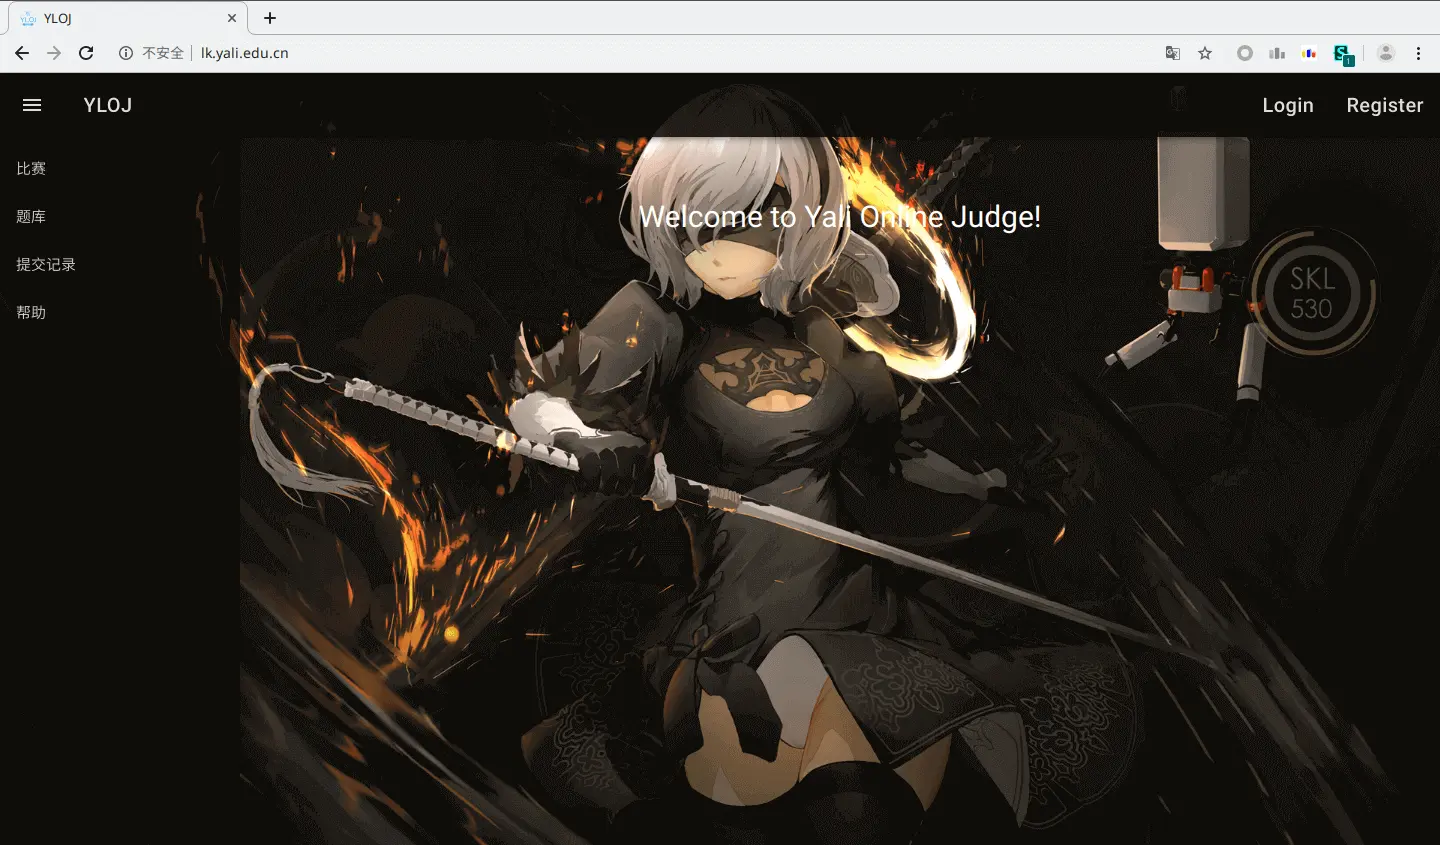 YLOJ
不安全 lk.yali.edu.cn
YLOJ Login Register
比赛
题库
提交记录
帮助
Welcome to Yali Online Judge!
SKL
530